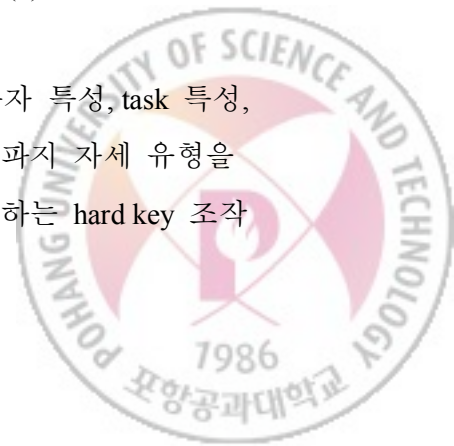 자 특성, task 특성,
파지 자세 유형을
하는 hard key 조작
POHANG UNIVERSITY OF SCIENCE AND TECHNOLOGY
1986
포항공과대학교